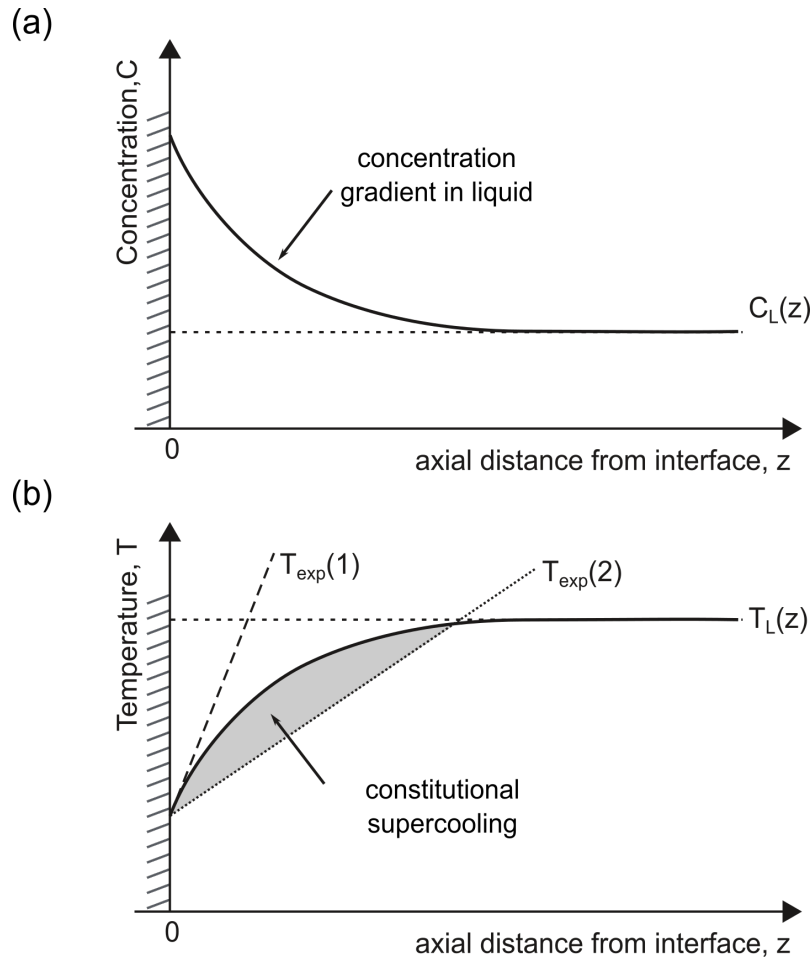 (a)
Concentration,C
concentration
gradient in liquid
C_L(z)
0
axial distance from interface, z
(b)
Temperature, T
T_exp(1)
T_exp(2)
T_L(z)
constitutional
supercooling
0
axial distance from interface, z